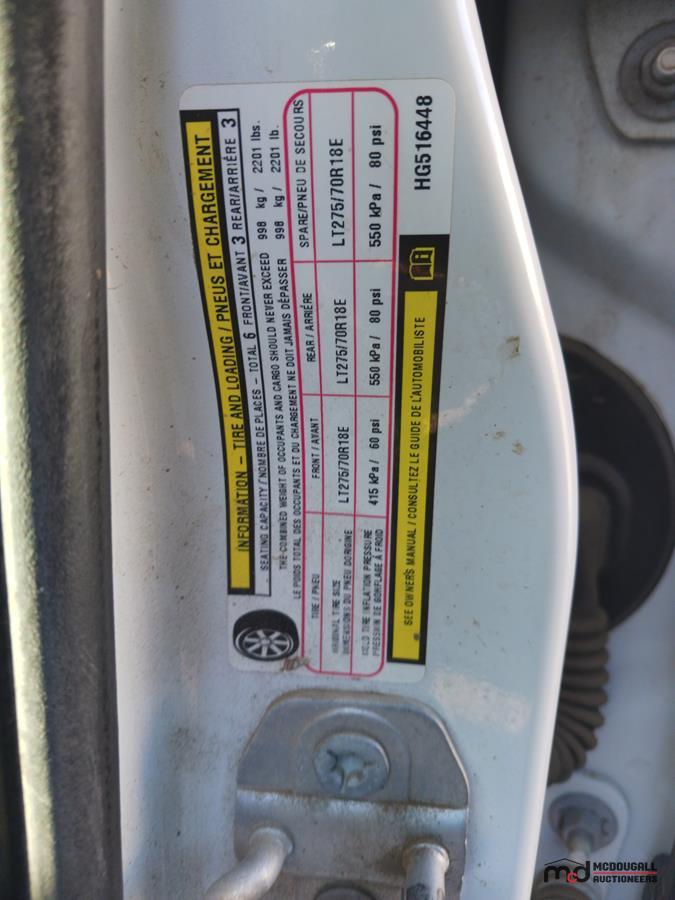 INFORMATION – TIRE AND LOADING / PNEUS ET CHARGEMENT
SEATING CAPACITY / NOMBRE DE PLACES – TOTAL 6 FRONT/AVANT 3 REAR/ARRIÉRE 3
THE COMBINED WEIGHT OF OCCUPANTS AND CARGO SHOULD NEVER EXCEED 998 kg / 2201 lbs.
LE POIDS TOTAL DES OCCUPANTS ET DU CHARGEMENT NE DOIT JAMAIS DÉPASSER 998 kg / 2201 lb.
TIRE / PNEU FRONT / AVANT REAR / ARRIÉRE SPARE/PNEU DE SECOURS
ORIGINAL TIRE SIZE
DIMENSIONS DU PNEU DORIGINE LT275/70R18E LT275/70R18E LT275/70R18E
COLD TIRE INFLATION PRESSURE
PRESSION DE GONFLAGE À FROID 415 kPa / 60 psi 550 kPa / 80 psi 550 kPa / 80 psi
SEE OWNER'S MANUAL / CONSULTEZ LE GUIDE DE L'AUTOMOBILISTE
HG516448
mcd MCDOUGALL
AUCTIONEERS